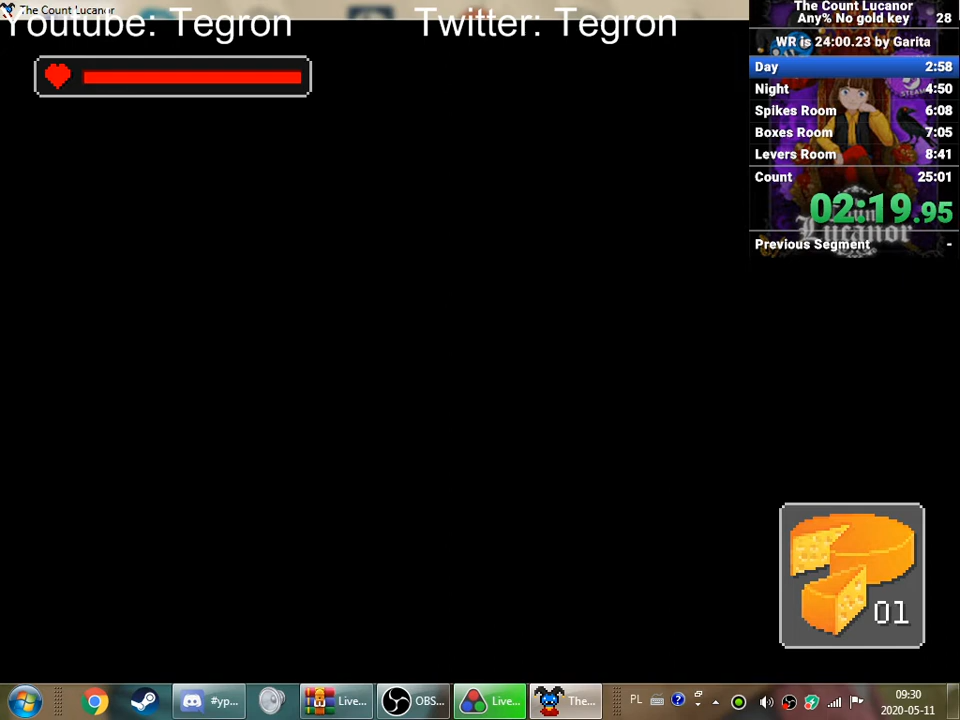 The Count Lucanor
Youtube: Tegron Twitter: Tegron
The Count Lucanor
Any% No gold key 28
WR is 24:00.23 by Garita
Day 2:58
Night 4:50
Spikes Room 6:08
Boxes Room 7:05
Levers Room 8:41
Count 25:01
02:19.95
Lucanor
Previous Segment -
01
#yp... Live... OBS... Live... The... PL 09:30
2020-05-11